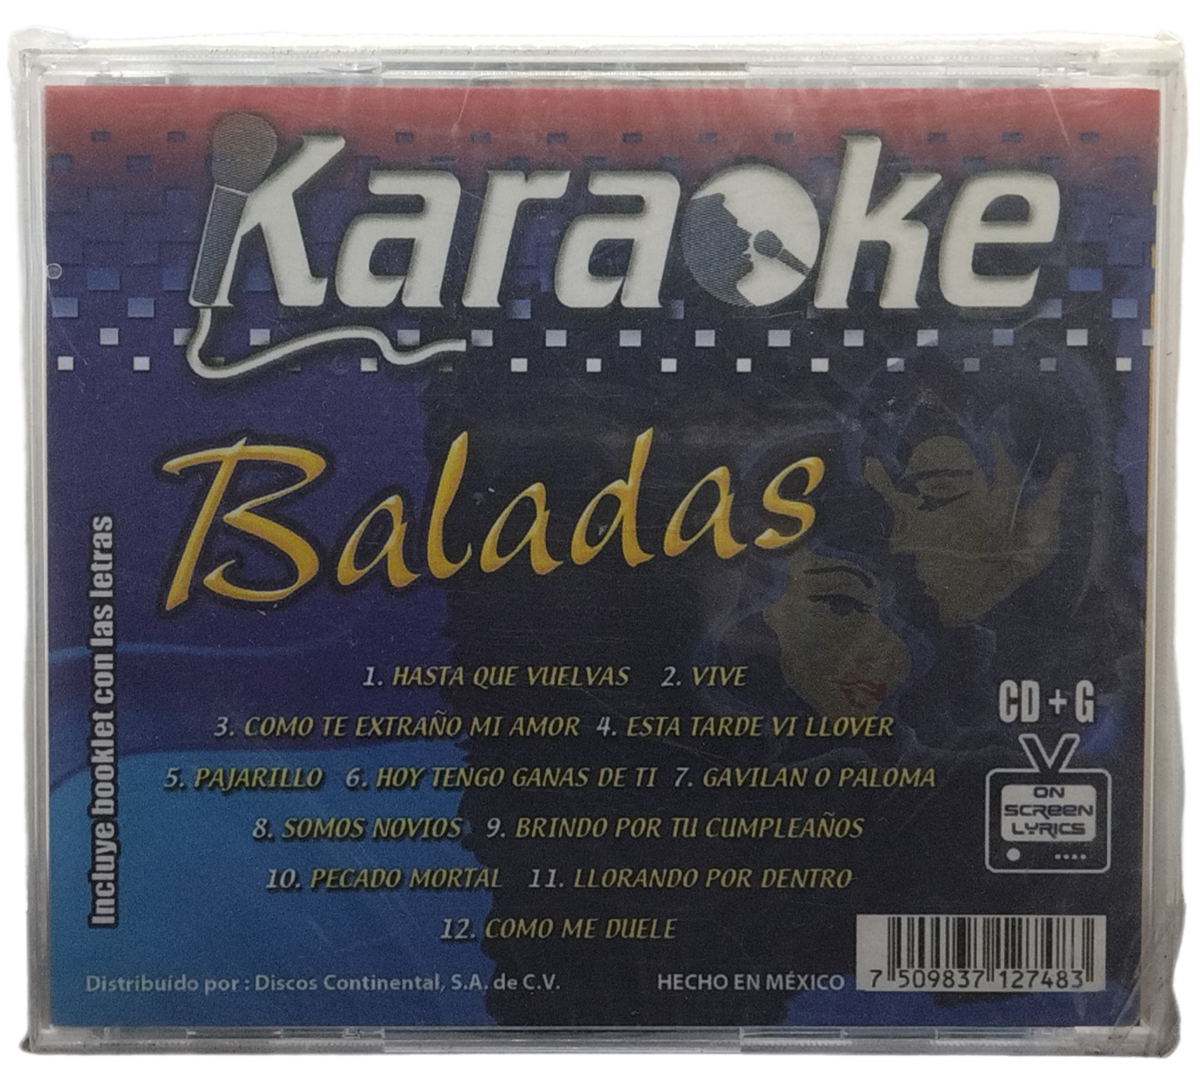 Karaoke
Baladas
Incluye booklet con las letras
1. HASTA QUE VUELVAS 2. VIVE
3. COMO TE EXTRAÑO MI AMOR 4. ESTA TARDE VI LLOVER
5. PAJARILLO 6. HOY TENGO GANAS DE TI 7. GAVILAN O PALOMA
8. SOMOS NOVIOS 9. BRINDO POR TU CUMPLEAÑOS
10. PECADO MORTAL 11. LLORANDO POR DENTRO
12. COMO ME DUELE
CD + G
ON
SCREEN
LYRICS
Distribuído por : Discos Continental, S.A. de C.V.
HECHO EN MÉXICO
7 509837 127483